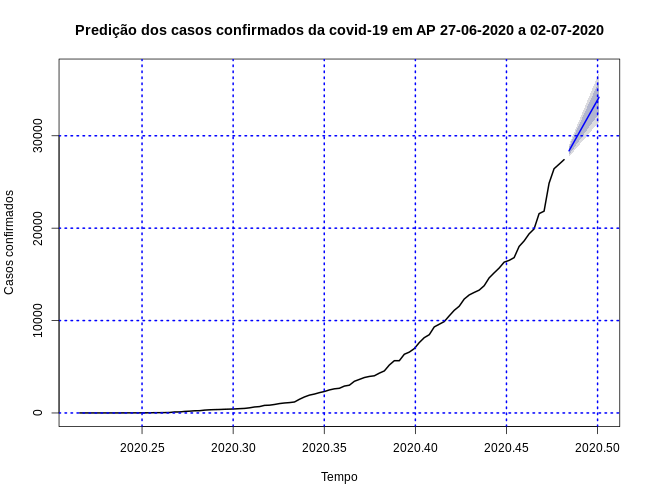 Predição dos casos confirmados da covid-19 em AP 27-06-2020 a 02-07-2020
Casos confirmados
30000
20000
10000
0
2020.25 2020.30 2020.35 2020.40 2020.45 2020.50
Tempo